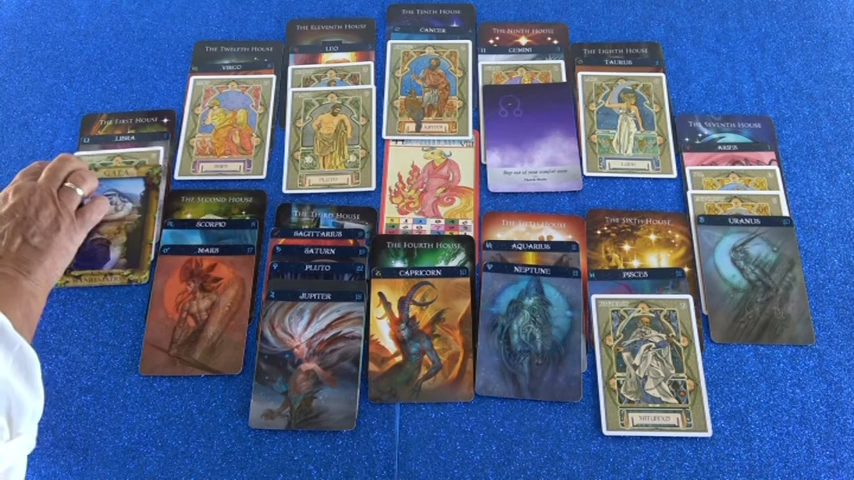 THE TWELFTH HOUSE
VIRGO
THE ELEVENTH HOUSE
LEO
PLUTO
THE TENTH HOUSE
CANCER
JUPITER
THE NINTH HOUSE
GEMINI
THE EIGHTH HOUSE
TAURUS
THE FIRST HOUSE
LIBRA
GAEA
THE SEVENTH HOUSE
ARIES
URANUS
THE SECOND HOUSE
SCORPIO
MARS
THE THIRD HOUSE
SAGITTARIUS
SATURN
PLUTO
JUPITER
THE FOURTH HOUSE
CAPRICORN
AQUARIUS
NEPTUNE
THE SIXTH HOUSE
PISCES